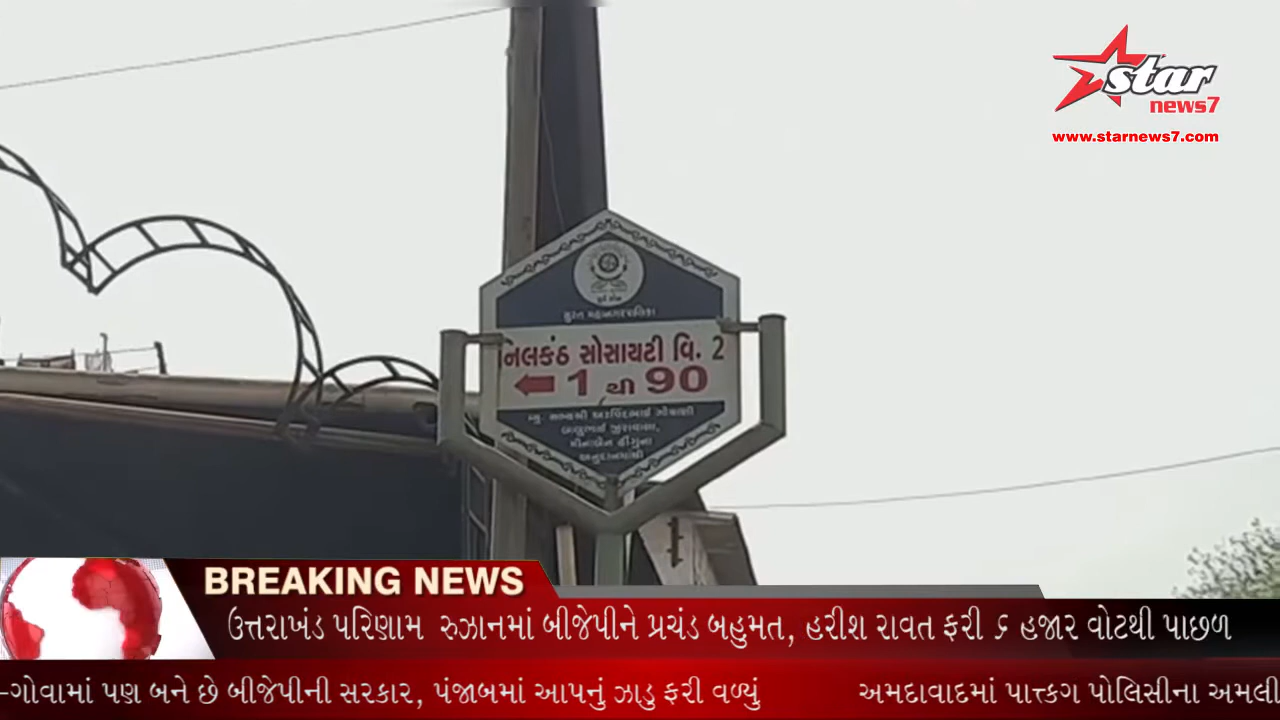 star
news7
www.starnews7.com
સુરત મહાનગરપાલિકા
નિલકંઠ સોસાયટી વિ. 2
1 થી 90
અનુદાનમાંથી
BREAKING NEWS
ઉત્તરાખંડ પરિણામ રુઝાનમાં બીજેપીને પ્રચંડ બહુમત, હરીશ રાવત ફરી ૬ હજાર વોટથી પાછળ
-ગોવામાં પણ બને છે બીજેપીની સરકાર, પંજાબમાં આપનું ઝાડુ ફરી વળ્યું
અમદાવાદમાં પાર્ત્કગ પોલિસીના અમલી